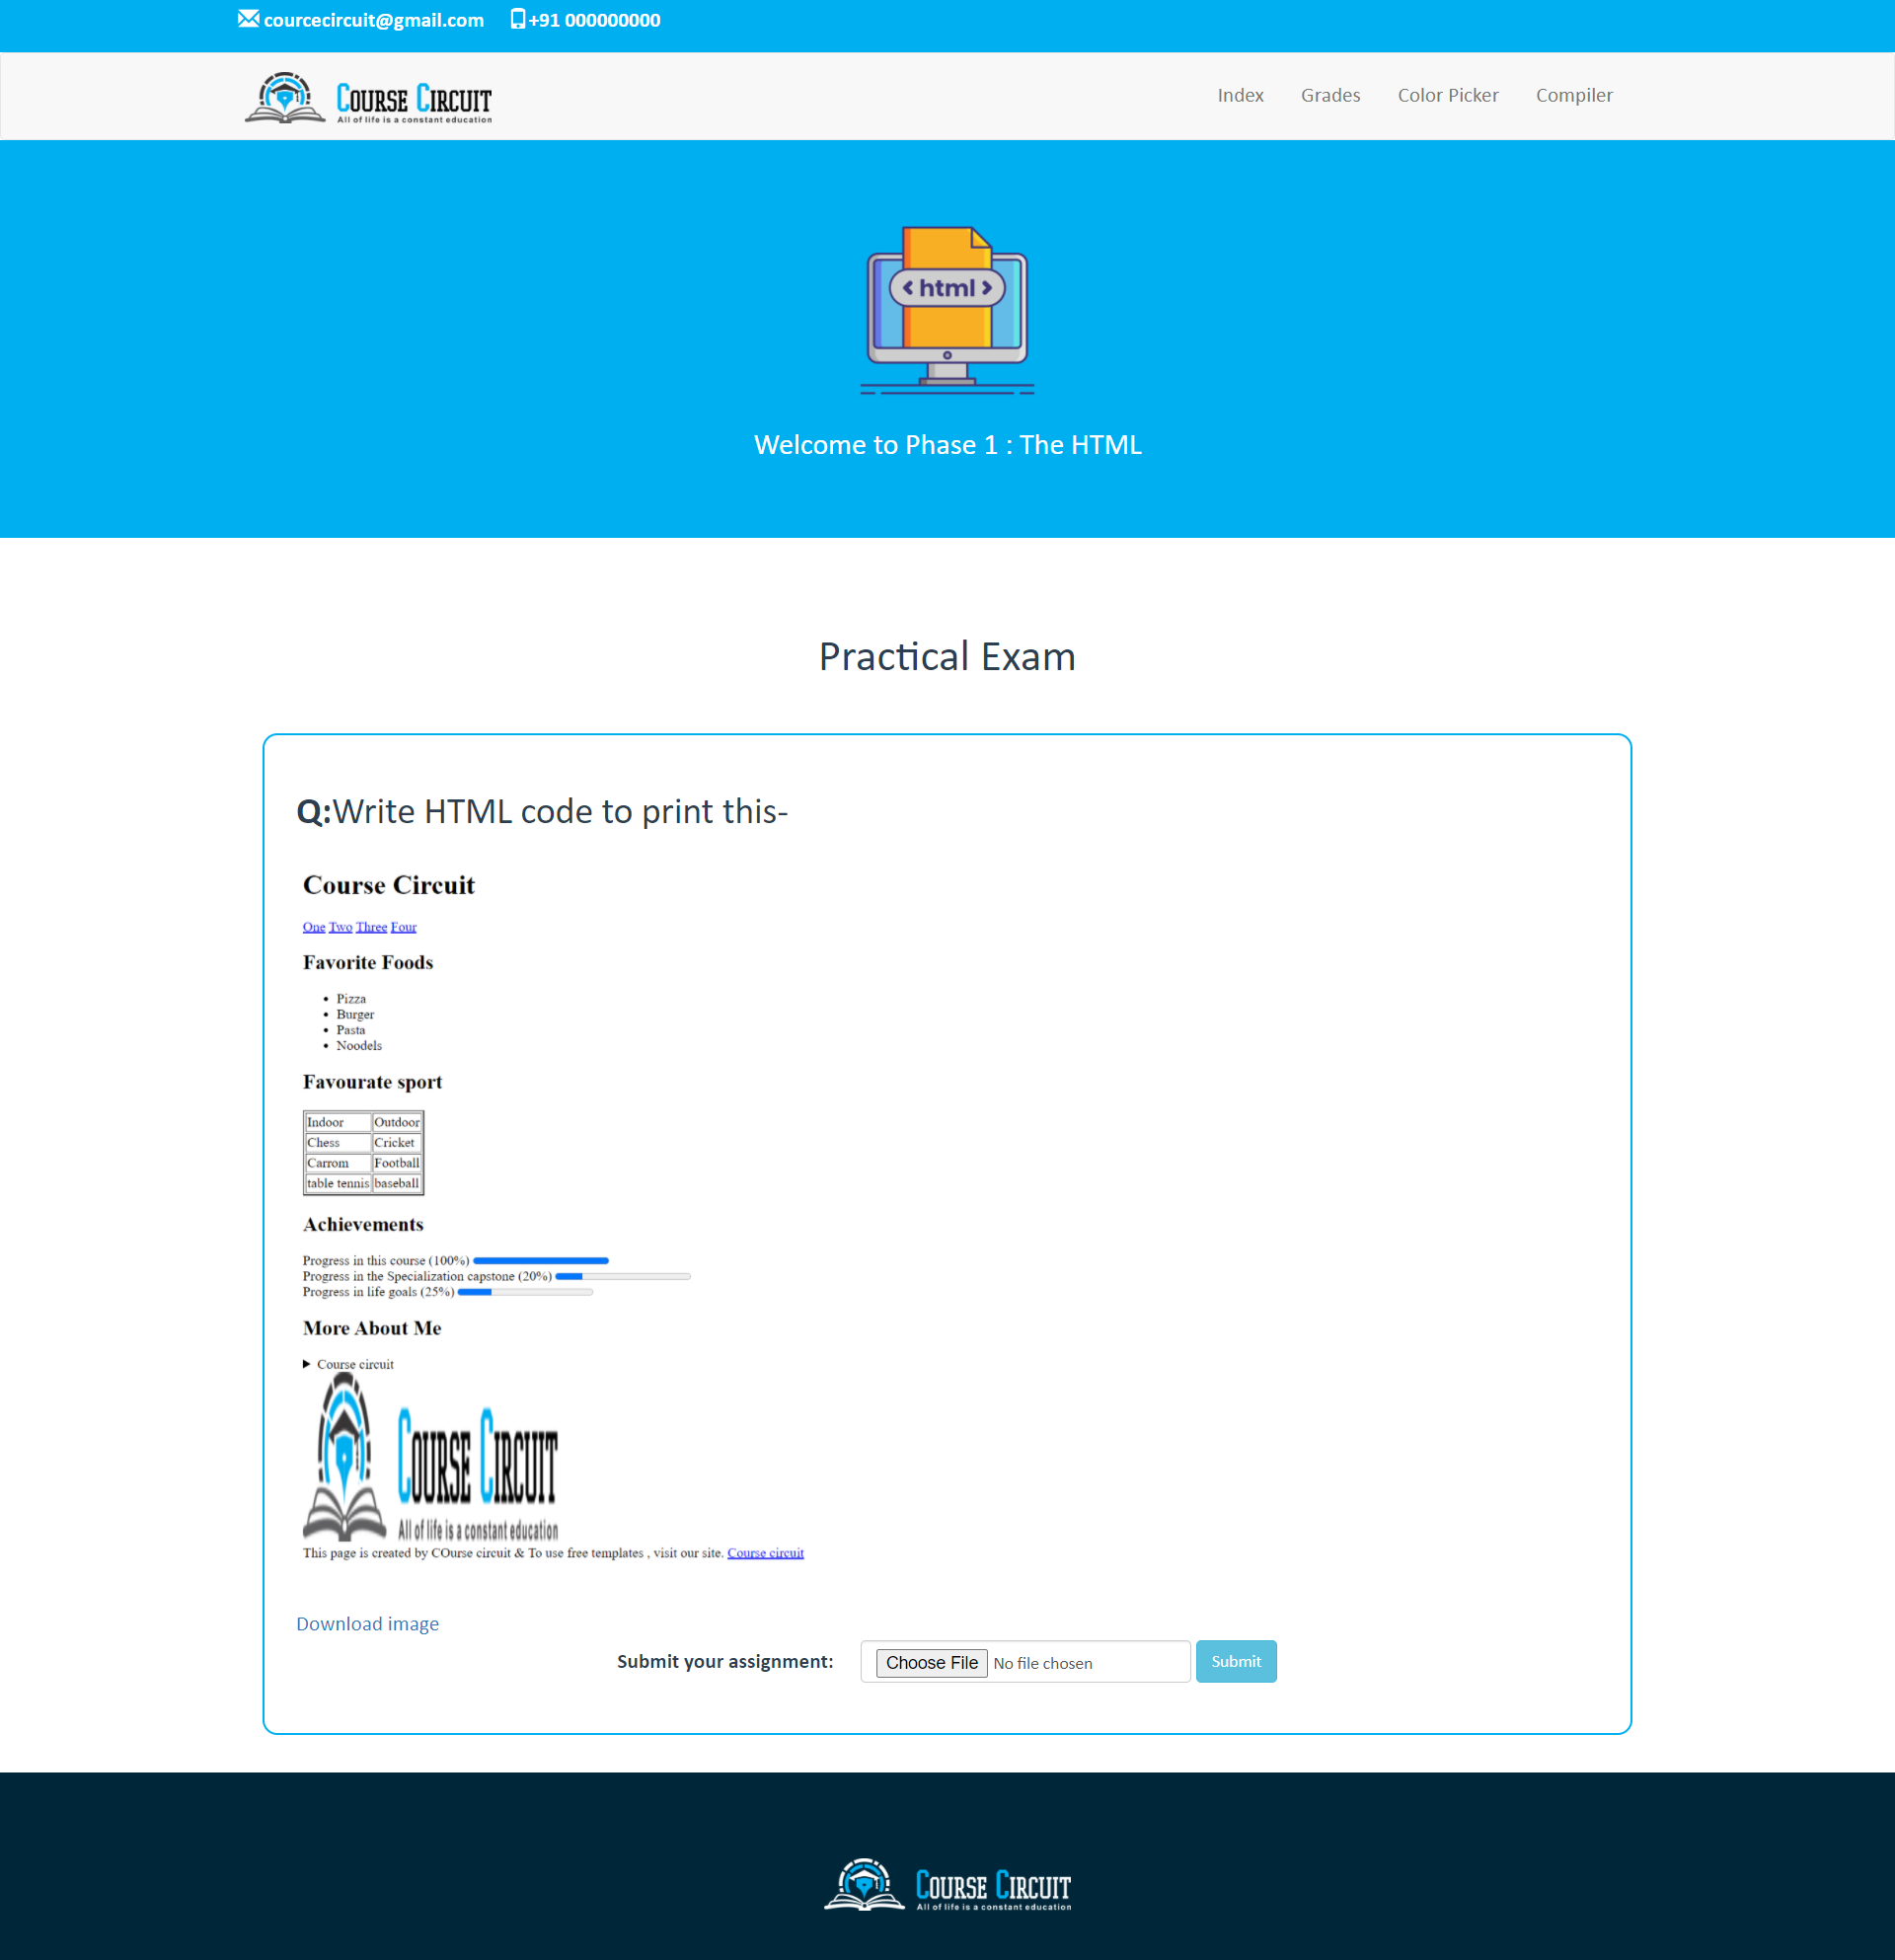 courcecircuit@gmail.com +91 000000000
COURSE CIRCUIT
All of life is a constant education
Index Grades Color Picker Compiler
< html >
Welcome to Phase 1 : The HTML
Practical Exam
Q:Write HTML code to print this-
Course Circuit
One Two Three Four
Favorite Foods
• Pizza
• Burger
• Pasta
• Noodels
Favourate sport
Indoor Outdoor
Chess Cricket
Carrom Football
table tennis baseball
Achievements
Progress in this course (100%)
Progress in the Specialization capstone (20%)
Progress in life goals (25%)
More About Me
Course circuit
COURSE CIRCUIT
All of life is a constant education
This page is created by COurse circuit & To use free templates , visit our site. Course circuit
Download image
Submit your assignment: Choose File No file chosen Submit
COURSE CIRCUIT
All of life is a constant education